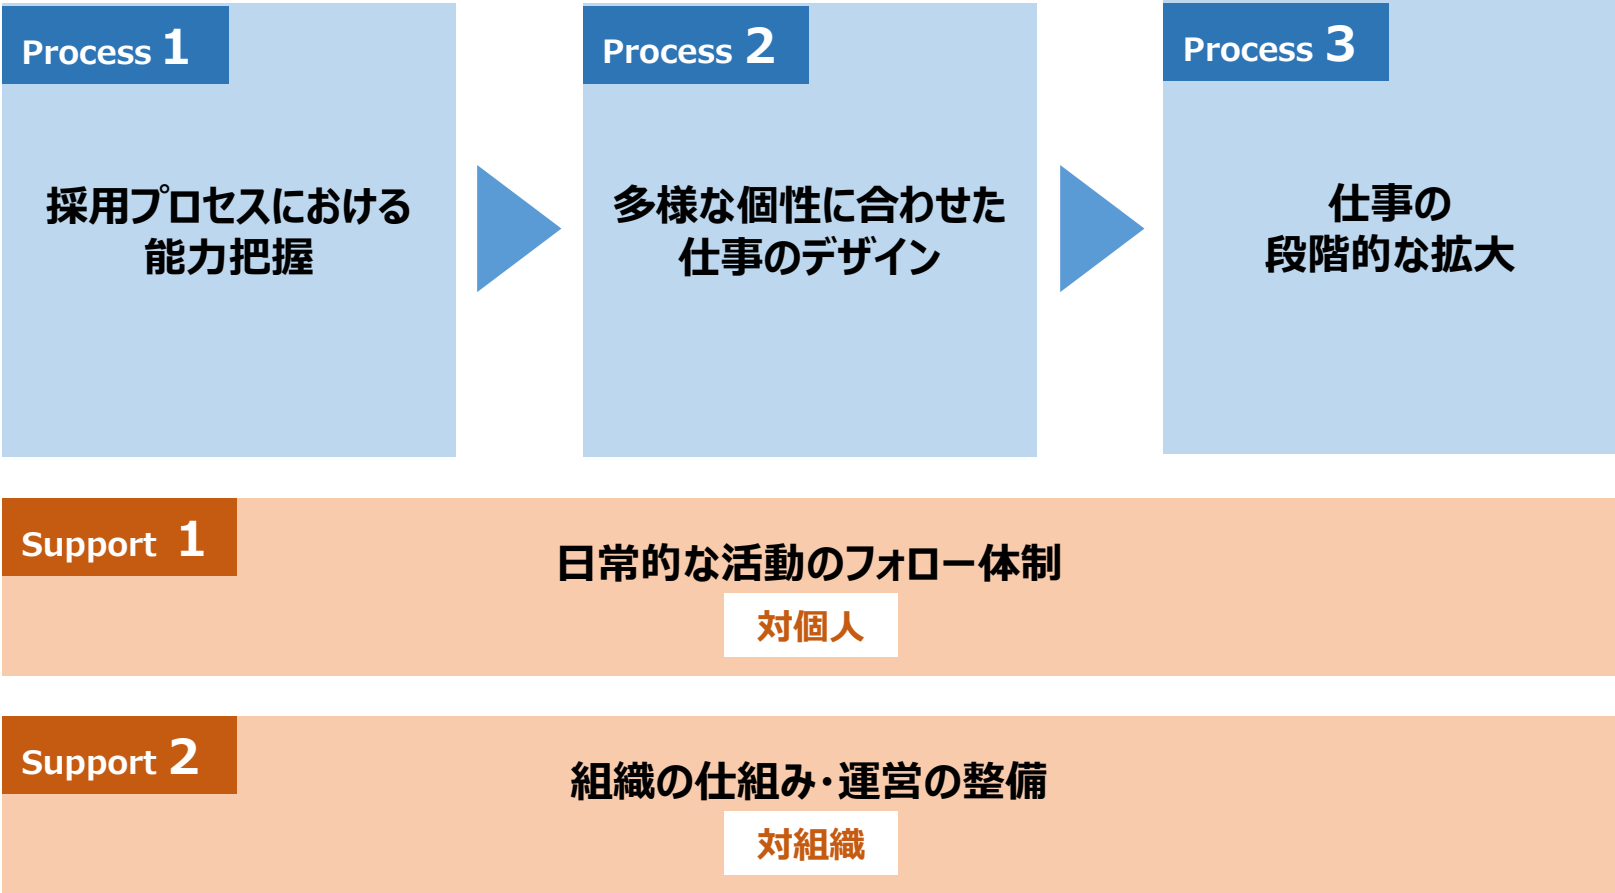 Process 1
採用プロセスにおける
能力把握
Process 2
多様な個性に合わせた
仕事のデザイン
Process 3
仕事の
段階的な拡大
Support 1
日常的な活動のフォロー体制
対個人
Support 2
組織の仕組み・運営の整備
対組織